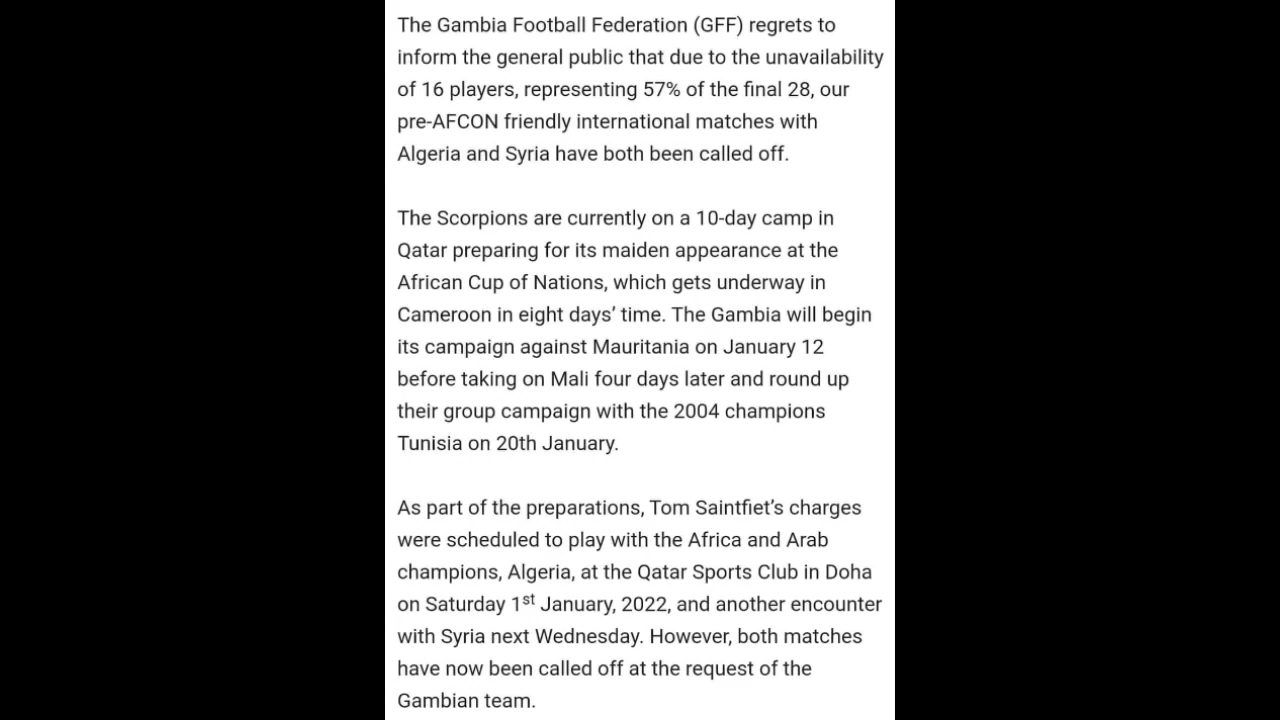 The Gambia Football Federation (GFF) regrets to
inform the general public that due to the unavailability
of 16 players, representing 57% of the final 28, our
pre-AFCON friendly international matches with
Algeria and Syria have both been called off.
The Scorpions are currently on a 10-day camp in
Qatar preparing for its maiden appearance at the
African Cup of Nations, which gets underway in
Cameroon in eight days’ time. The Gambia will begin
its campaign against Mauritania on January 12
before taking on Mali four days later and round up
their group campaign with the 2004 champions
Tunisia on 20th January.
As part of the preparations, Tom Saintfiet’s charges
were scheduled to play with the Africa and Arab
champions, Algeria, at the Qatar Sports Club in Doha
on Saturday 1st January, 2022, and another encounter
with Syria next Wednesday. However, both matches
have now been called off at the request of the
Gambian team.